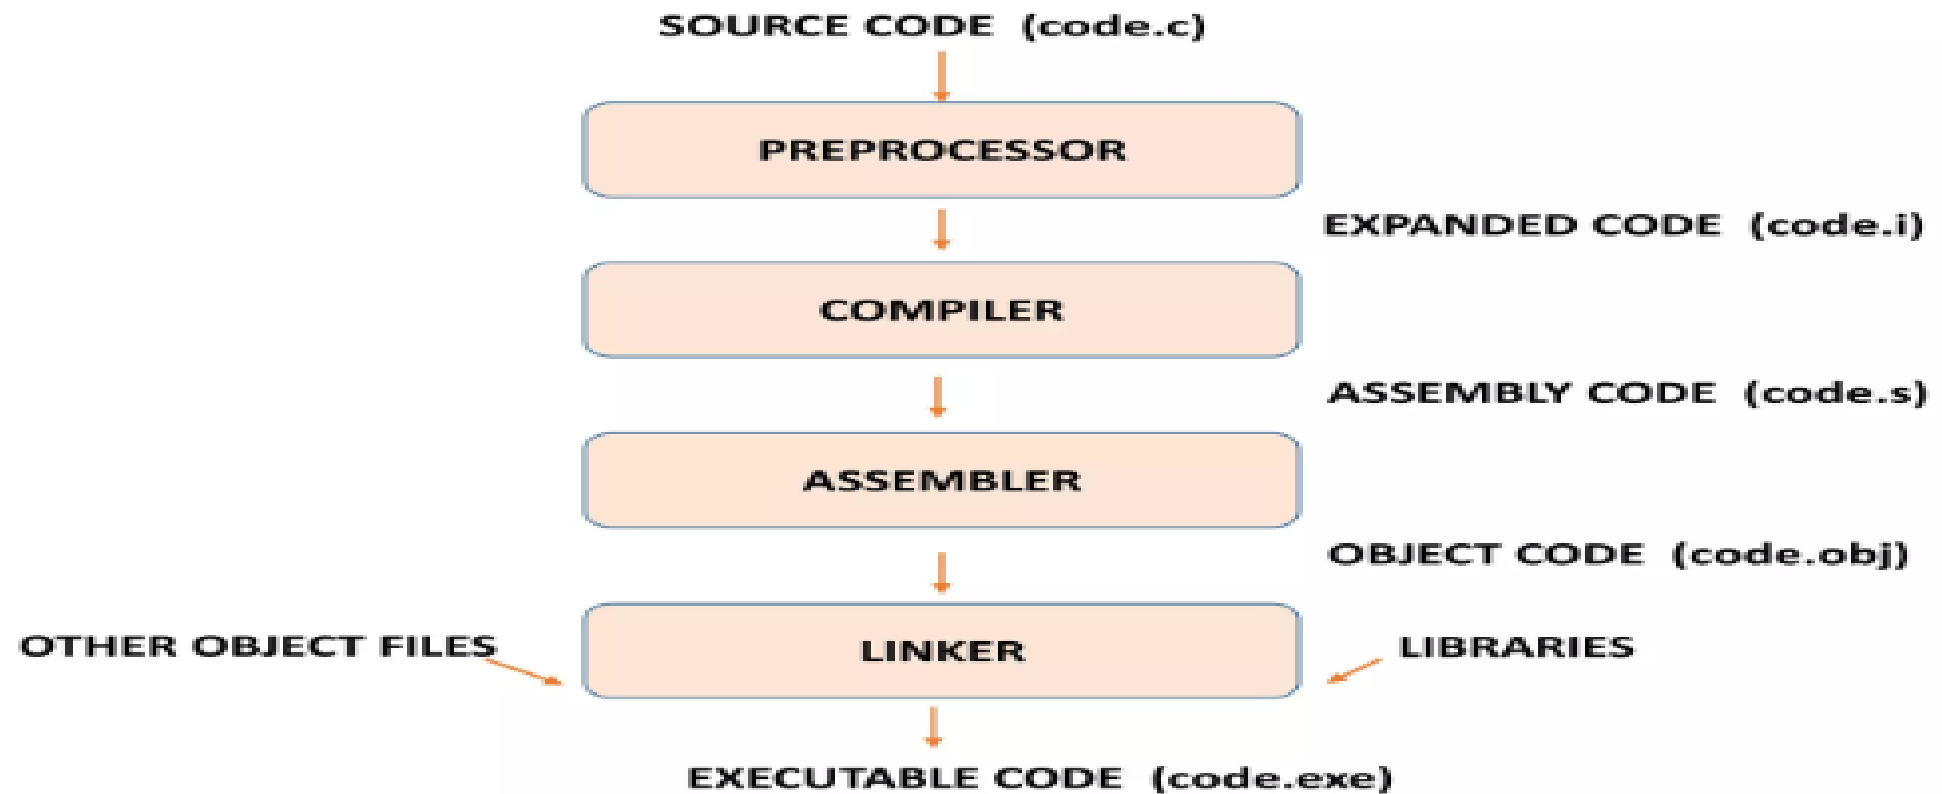 SOURCE CODE (code.c)
PREPROCESSOR
EXPANDED CODE (code.i)
COMPILER
ASSEMBLY CODE (code.s)
ASSEMBLER
OBJECT CODE (code.obj)
OTHER OBJECT FILES
LINKER
LIBRARIES
EXECUTABLE CODE (code.exe)